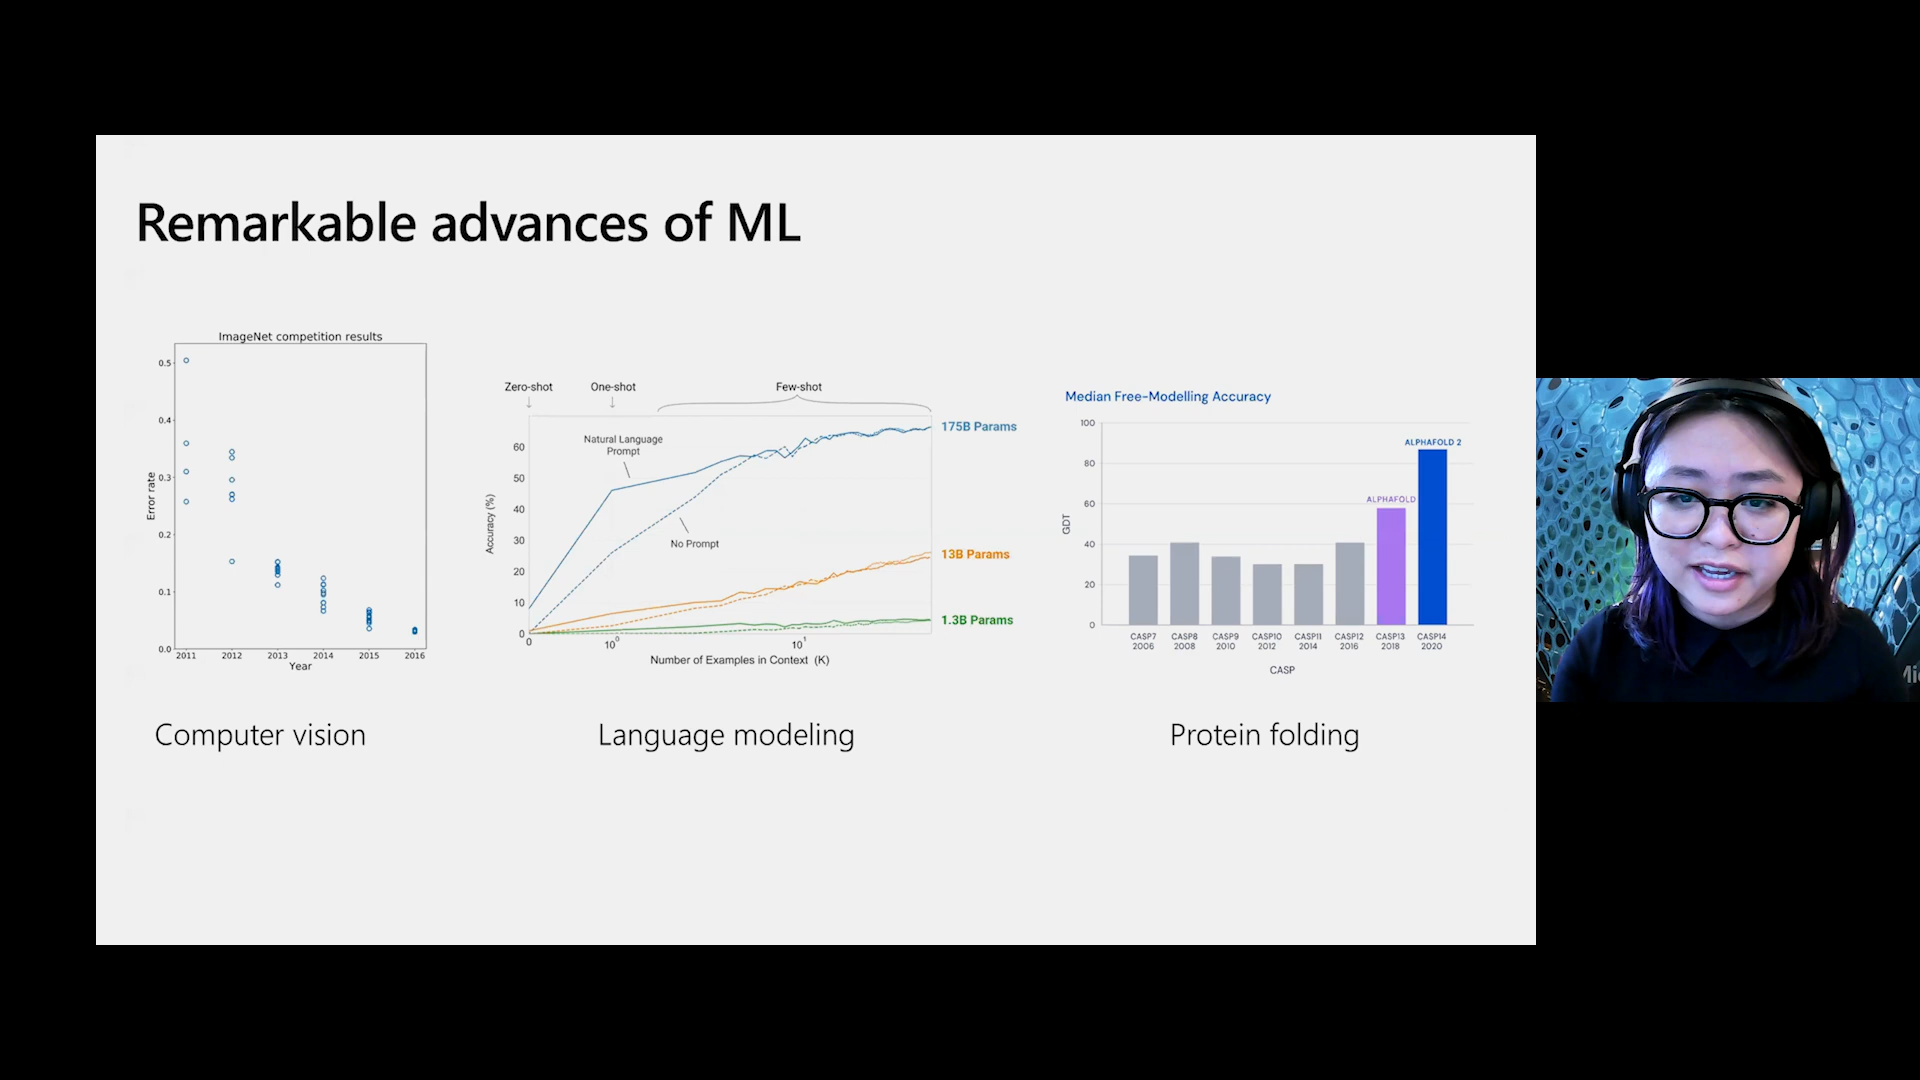 Remarkable advances of ML
ImageNet competition results
0.5
0.4
0.3
0.2
0.1
0.0
Error rate
2011 2012 2013 2014 2015 2016
Year
Computer vision
Zero-shot One-shot Few-shot
Natural Language
Prompt
No Prompt
175B Params
13B Params
1.3B Params
60
50
40
30
20
10
0
Accuracy (%)
0 10⁰ 10¹
Number of Examples in Context (K)
Language modeling
Median Free-Modelling Accuracy
100
80
60
40
20
0
GDT
ALPHAFOLD 2
ALPHAFOLD
CASP7 CASP8 CASP9 CASP10 CASP11 CASP12 CASP13 CASP14
2006 2008 2010 2012 2014 2016 2018 2020
CASP
Protein folding